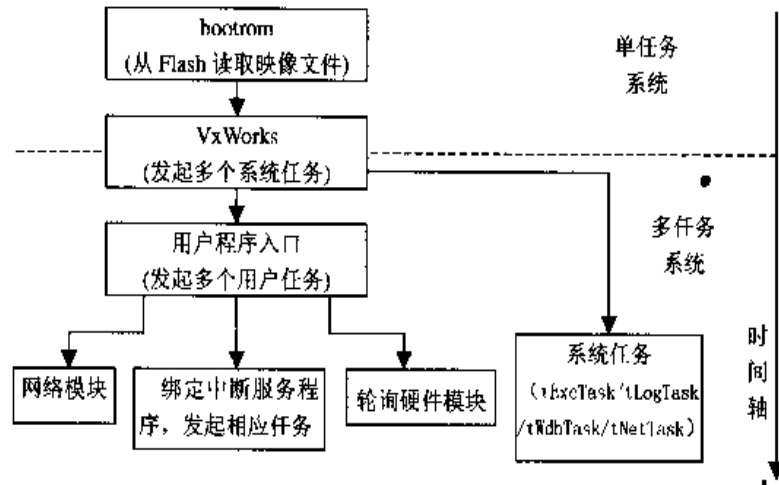 bootrom
(从 Flash 读取映像文件)
单任务
系统
VxWorks
(发起多个系统任务)
多任务
系统
用户程序入口
(发起多个用户任务)
时间轴
网络模块
绑定中断服务程
序，发起相应任务
轮询硬件模块
系统任务
（tExcTask/tLogTask
/tWdbTask/tNetTask）